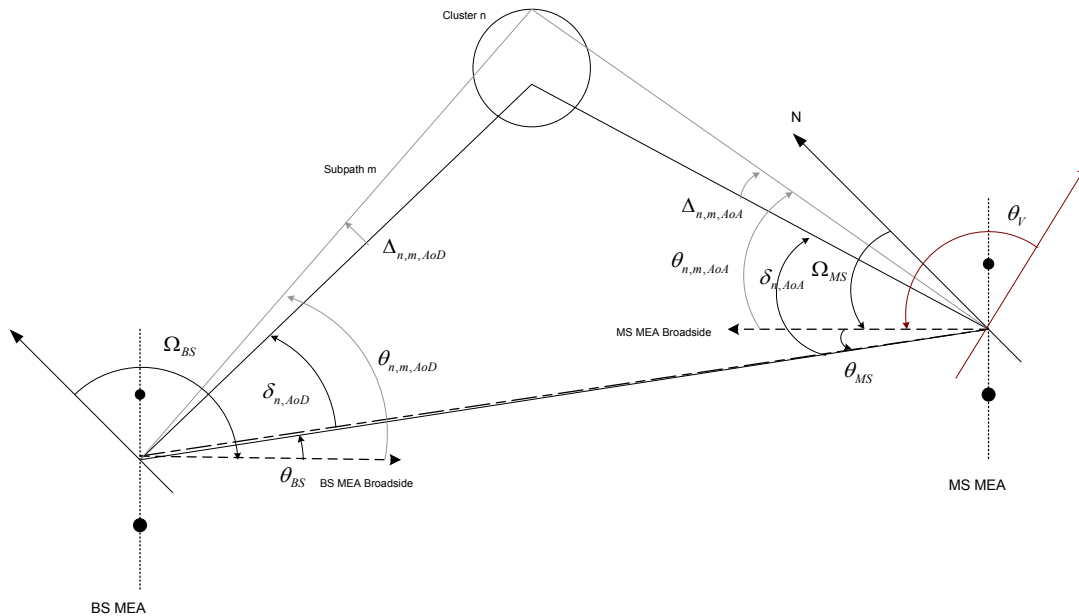 Cluster n
N
Subpath m
Δn,m,AoA
θV
Δn,m,AoD
θn,m,AoA
δn,AoA
ΩMS
MS MEA Broadside
ΩBS
θn,m,AoD
θMS
δn,AoD
θBS
BS MEA Broadside
MS MEA
BS MEA